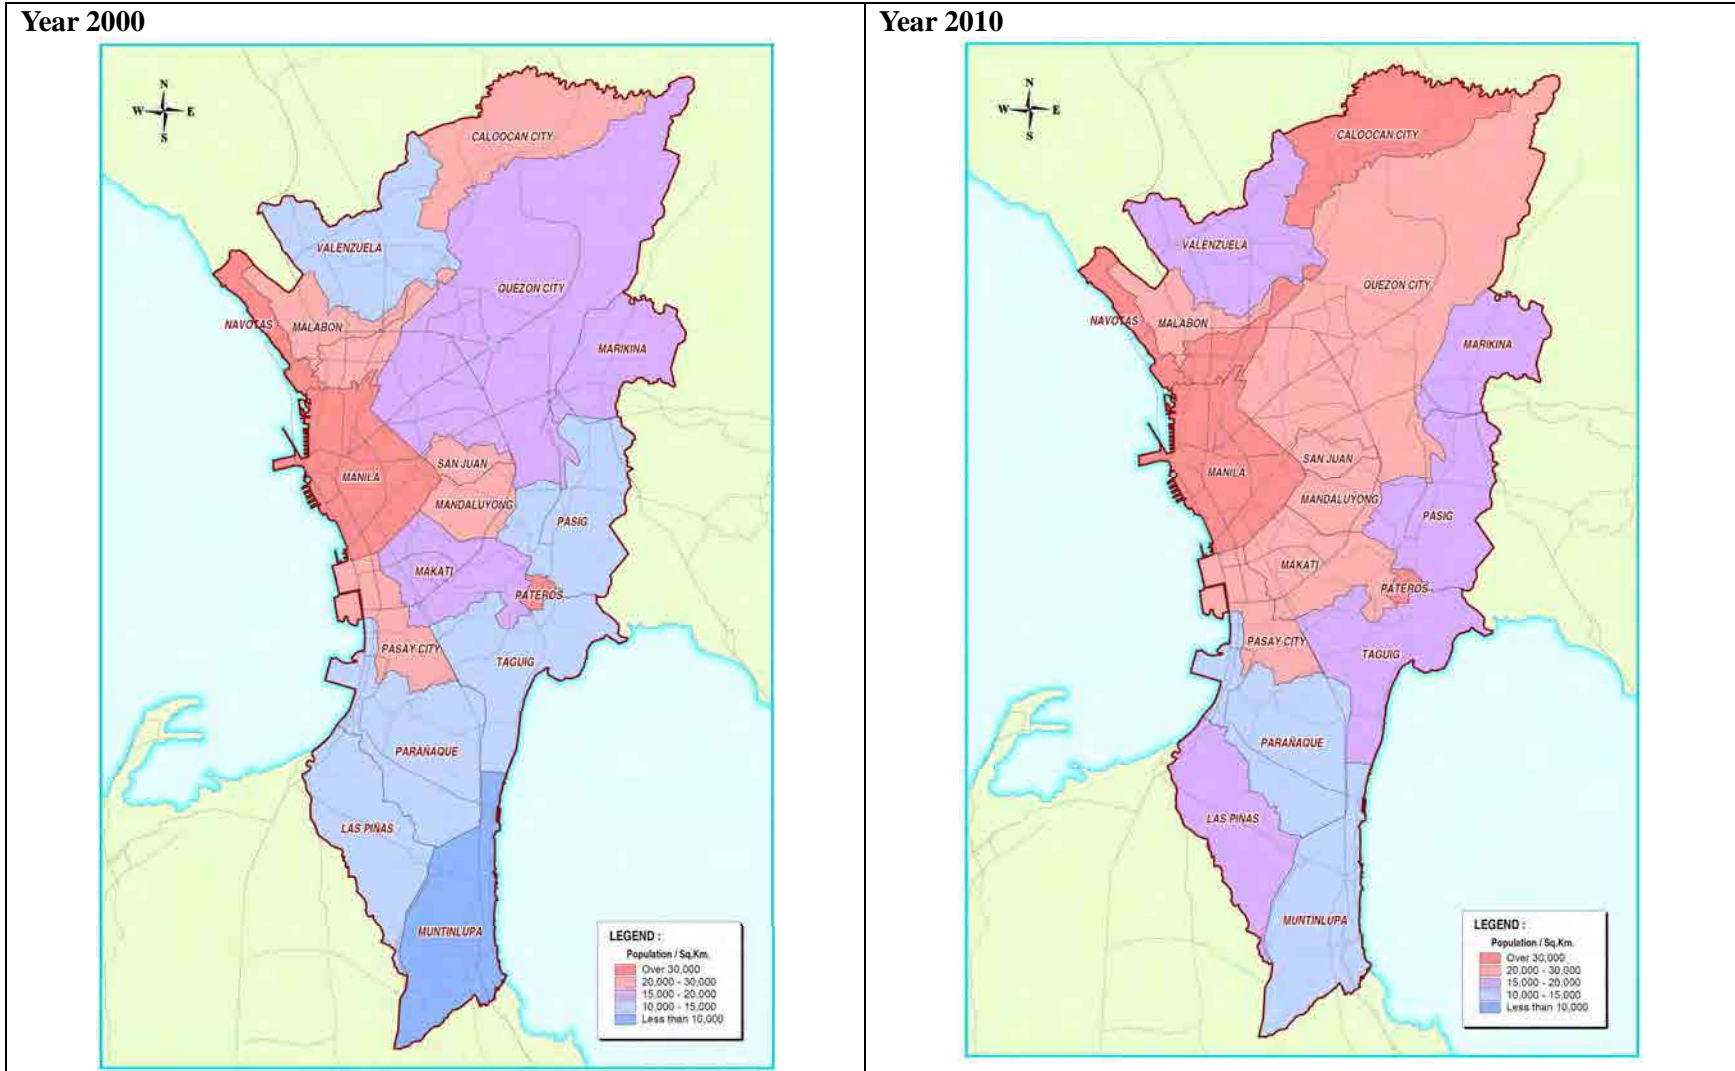 Year 2000
N
W E
S
CALOOCAN CITY
VALENZUELA
QUEZON CITY
NAVOTAS
MALABON
MARIKINA
SAN JUAN
MANILA
MANDALUYONG
PASIG
MAKATI
PATEROS
PASAY CITY
TAGUIG
PARAÑAQUE
LAS PIÑAS
MUNTINLUPA
LEGEND :
Population / Sq.Km.
Over 30,000
20,000 - 30,000
15,000 - 20,000
10,000 - 15,000
Less than 10,000
Year 2010
N
W E
S
CALOOCAN CITY
VALENZUELA
QUEZON CITY
NAVOTAS
MALABON
MARIKINA
SAN JUAN
MANILA
MANDALUYONG
PASIG
MAKATI
PATEROS
PASAY CITY
TAGUIG
PARAÑAQUE
LAS PIÑAS
MUNTINLUPA
LEGEND :
Population / Sq.Km.
Over 30,000
20,000 - 30,000
15,000 - 20,000
10,000 - 15,000
Less than 10,000